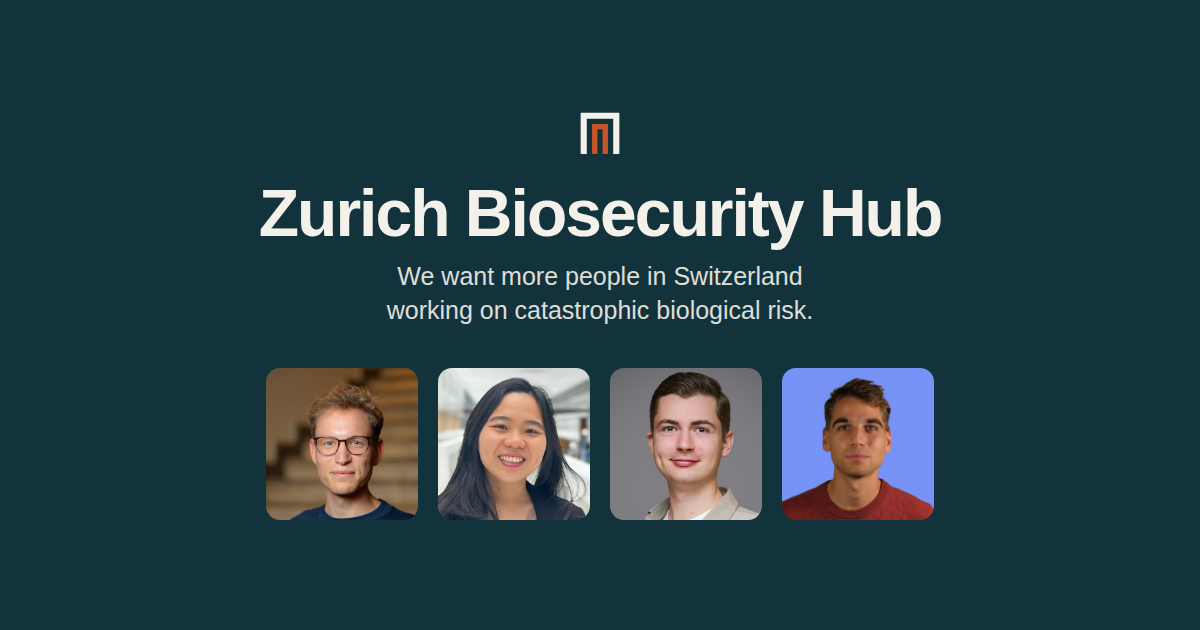 Zurich Biosecurity Hub
We want more people in Switzerland
working on catastrophic biological risk.